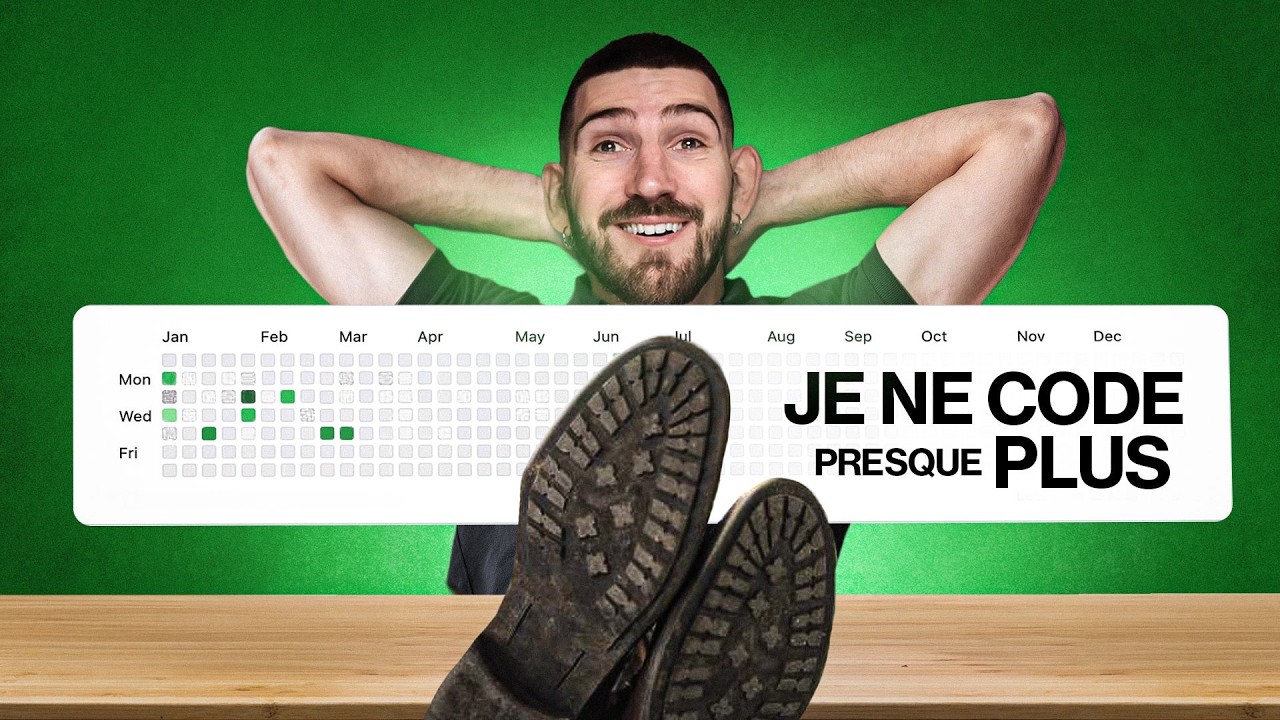 Jan Feb Mar Apr May Jun Jul Aug Sep Oct Nov Dec
Mon
Wed
Fri
JE NE CODE
PRESQUE PLUS